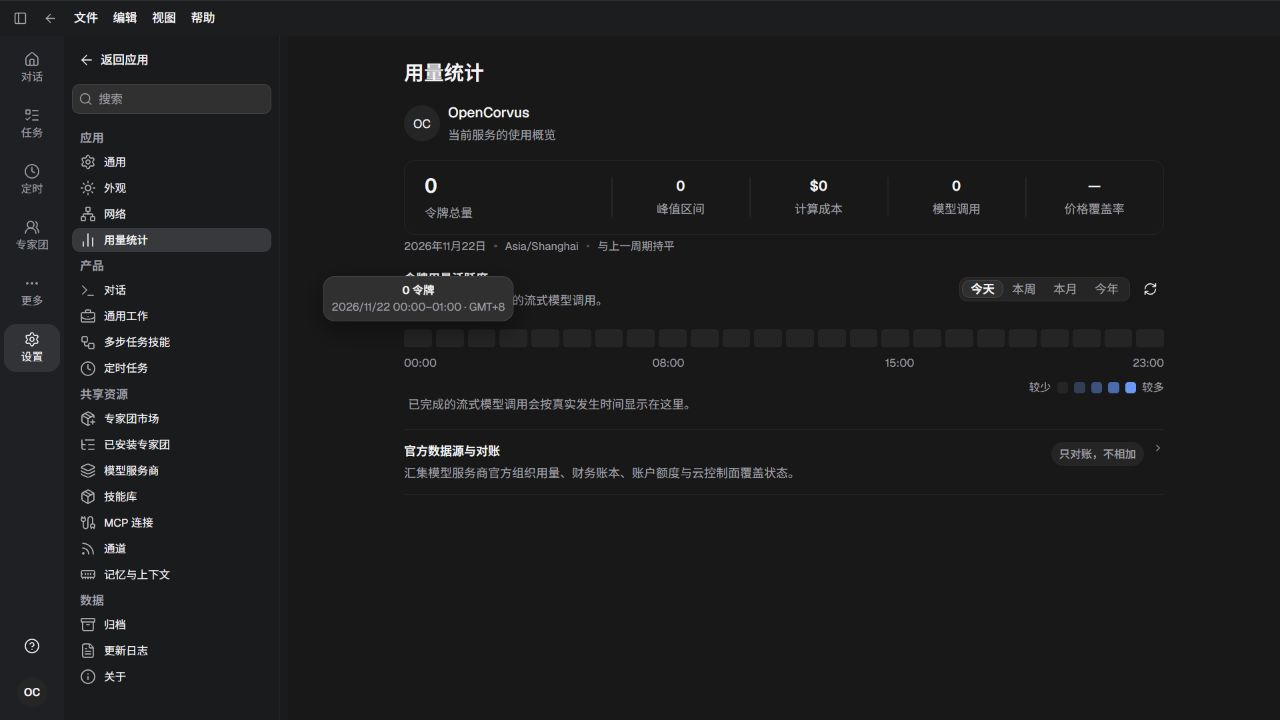 文件 编辑 视图 帮助
对话
任务
定时
专家团
更多
设置
OC
返回应用
搜索
应用
通用
外观
网络
用量统计
产品
对话
通用工作
多步任务技能
定时任务
共享资源
专家团市场
已安装专家团
模型服务商
技能库
MCP 连接
通道
记忆与上下文
数据
归档
更新日志
关于
用量统计
OC
OpenCorvus
当前服务的使用概览
0
令牌总量
0
峰值区间
$0
计算成本
0
模型调用
—
价格覆盖率
2026年11月22日 • Asia/Shanghai • 与上一周期持平
0 令牌
2026/11/22 00:00–01:00 · GMT+8
的流式模型调用。
今天 本周 本月 今年
00:00 08:00 15:00 23:00
较少 较多
已完成的流式模型调用会按真实发生时间显示在这里。
官方数据源与对账
汇集模型服务商官方组织用量、财务账本、账户额度与云控制面覆盖状态。
只对账，不相加